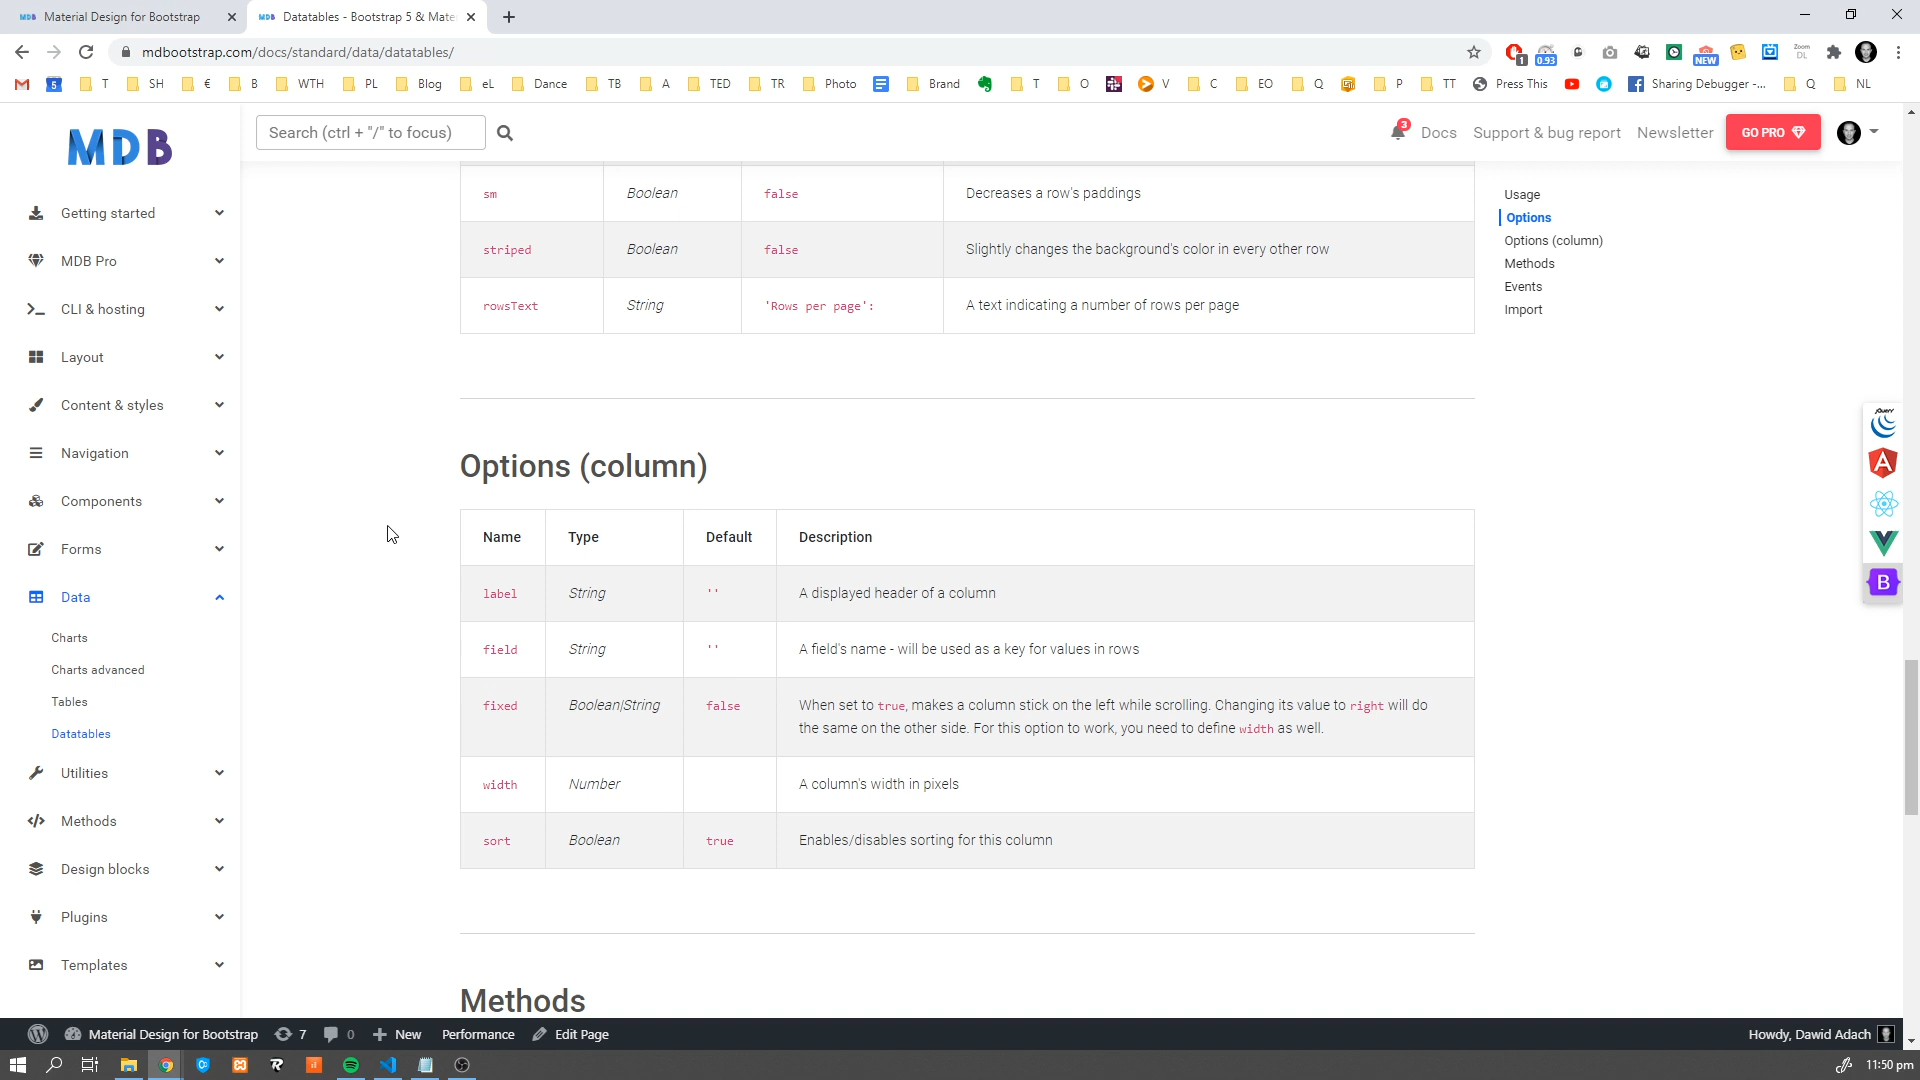 Material Design for Bootstrap
Datatables - Bootstrap 5 & Mate
mdbootstrap.com/docs/standard/data/datatables/
1
0.93
NEW
Zoom
DL
5
T
SH
€
B
WTH
PL
Blog
eL
Dance
TB
A
TED
TR
Photo
Brand
T
O
V
C
EO
Q
P
TT
Press This
Sharing Debugger -...
Q
NL
MDB
Search (ctrl + "/" to focus)
3
Docs
Support & bug report
Newsletter
GO PRO
Getting started
MDB Pro
CLI & hosting
Layout
Content & styles
Navigation
Components
Forms
Data
Charts
Charts advanced
Tables
Datatables
Utilities
Methods
Design blocks
Plugins
Templates
sm Boolean false Decreases a row's paddings
striped Boolean false Slightly changes the background's color in every other row
rowsText String 'Rows per page': A text indicating a number of rows per page
Options (column)
Name Type Default Description
label String '' A displayed header of a column
field String '' A field's name - will be used as a key for values in rows
fixed Boolean|String false When set to true, makes a column stick on the left while scrolling. Changing its value to right will do
the same on the other side. For this option to work, you need to define width as well.
width Number A column's width in pixels
sort Boolean true Enables/disables sorting for this column
Methods
Usage
Options
Options (column)
Methods
Events
Import
jQuery
A
B
Material Design for Bootstrap
7
0
New
Performance
Edit Page
Howdy, Dawid Adach
11:50 pm